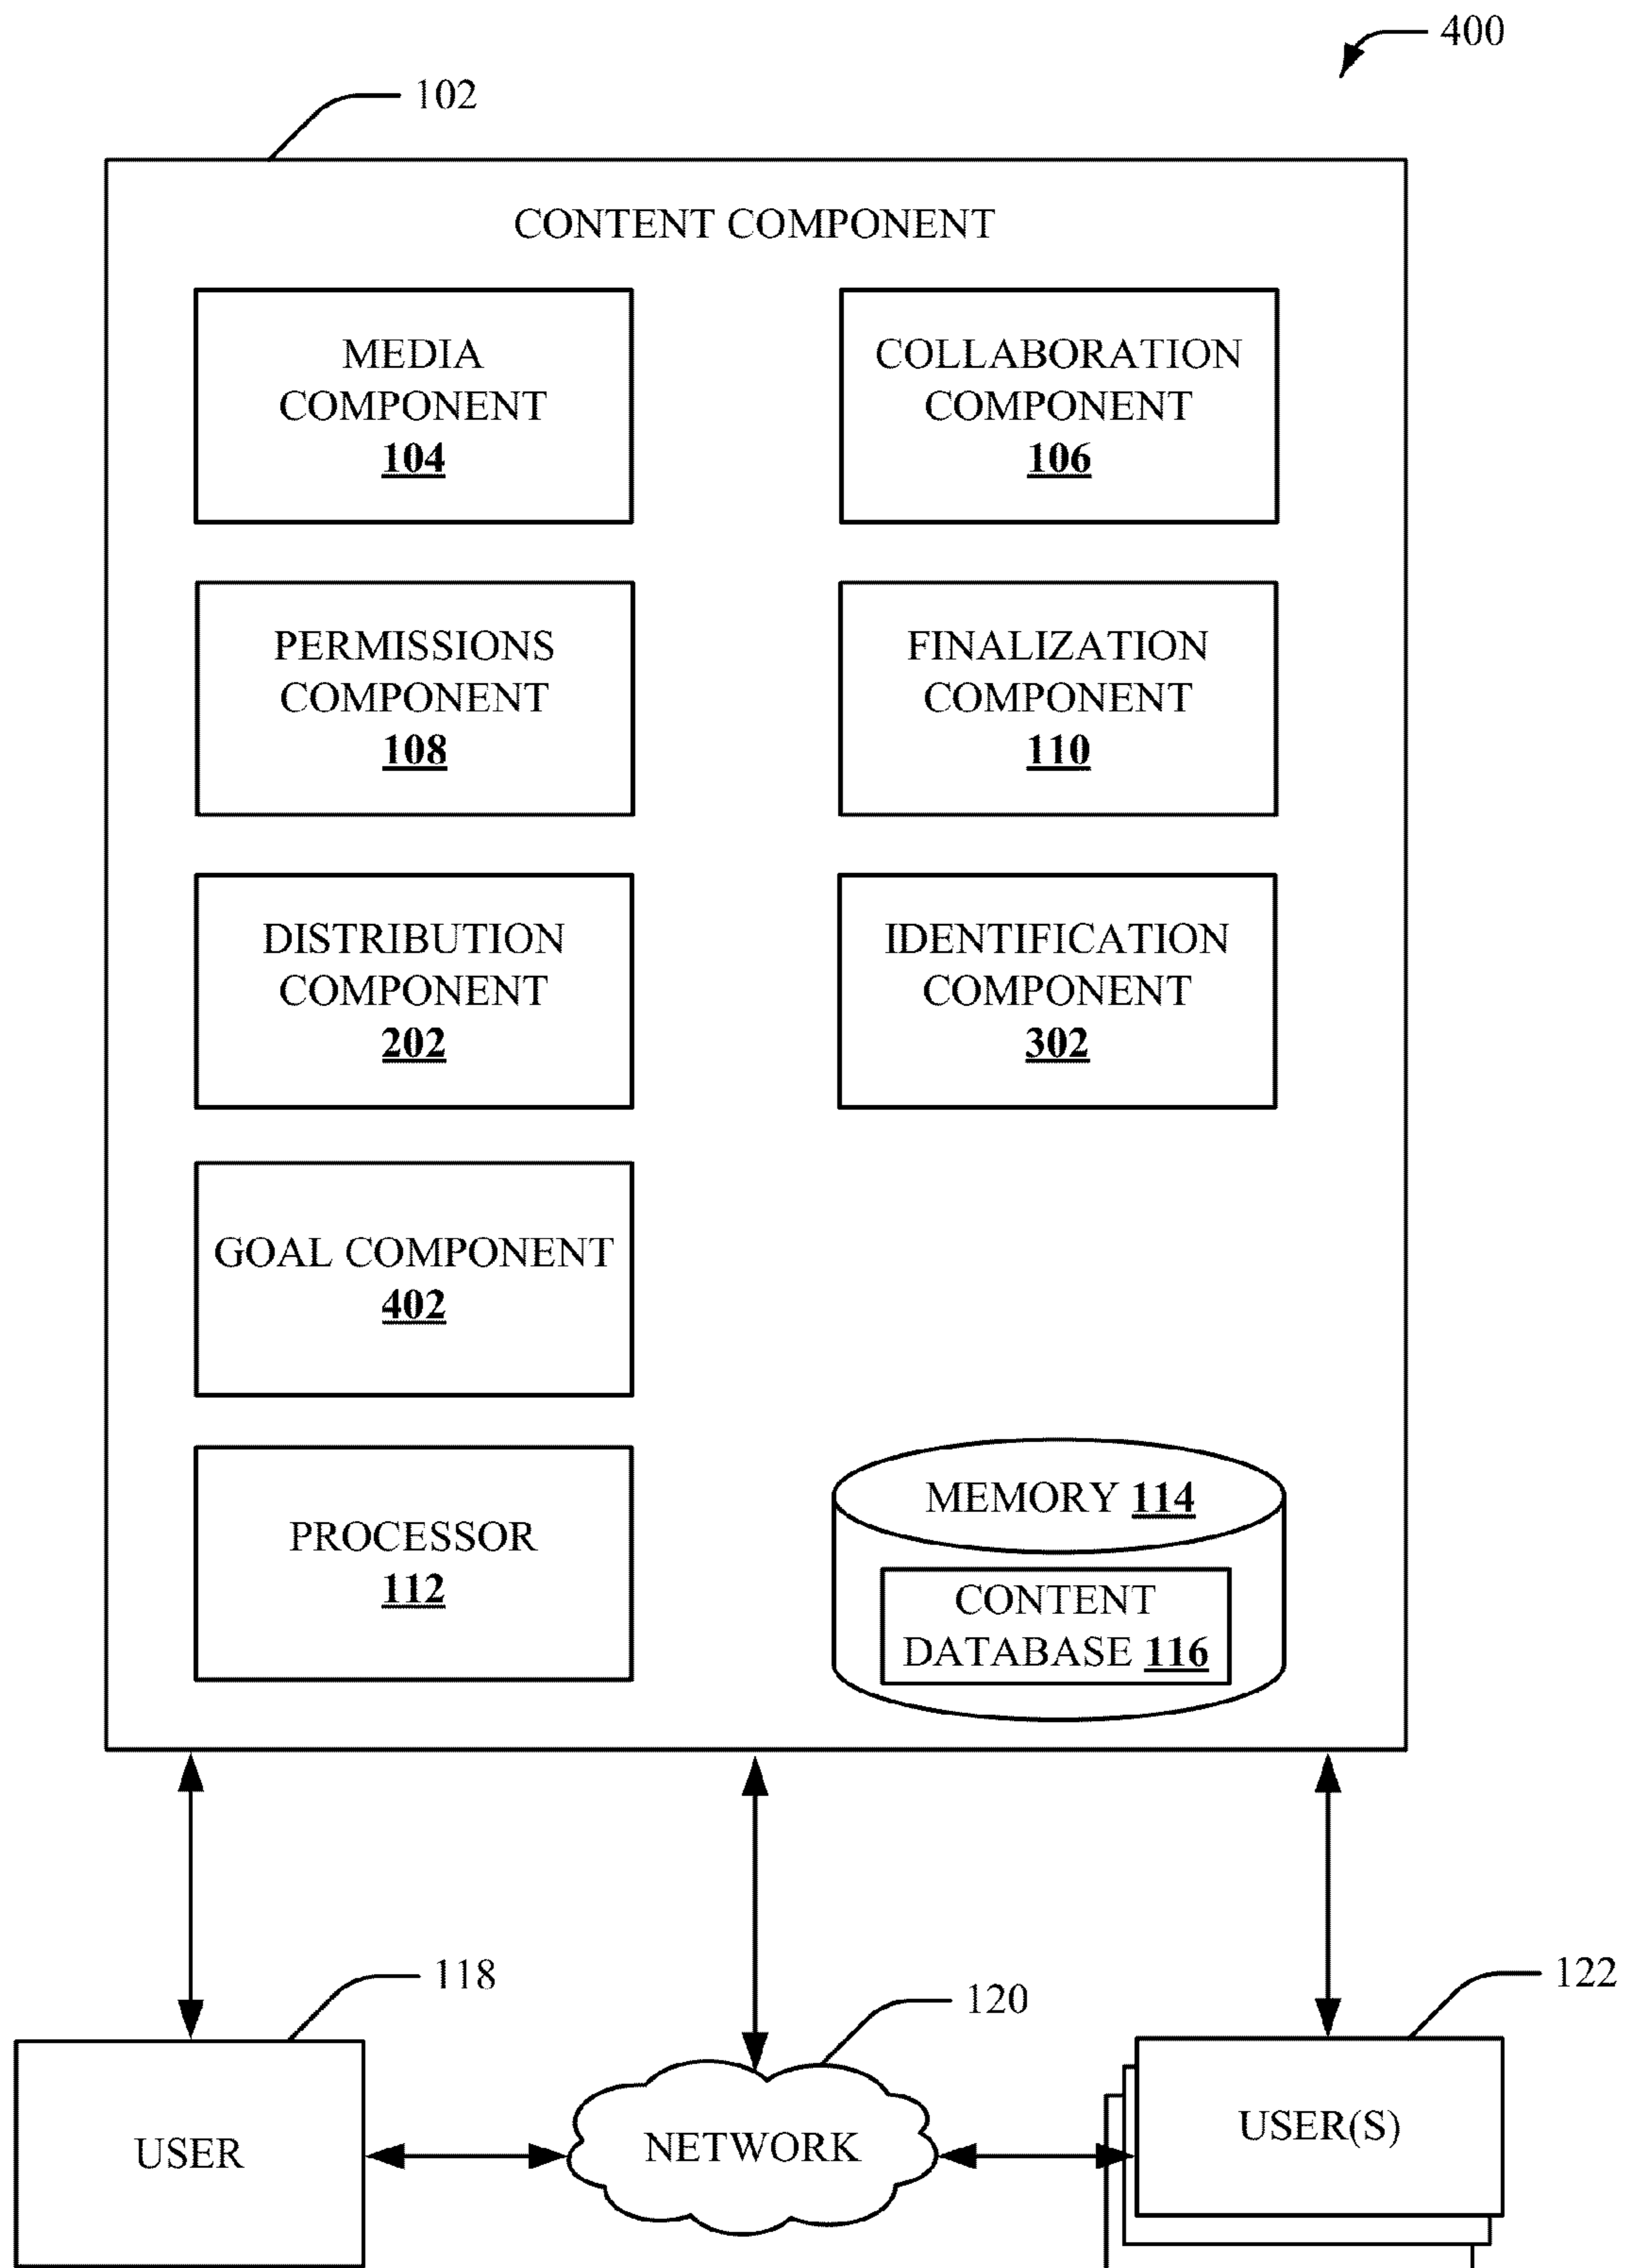 400
102
CONTENT COMPONENT
MEDIA
COMPONENT
104
COLLABORATION
COMPONENT
106
PERMISSIONS
COMPONENT
108
FINALIZATION
COMPONENT
110
DISTRIBUTION
COMPONENT
202
IDENTIFICATION
COMPONENT
302
GOAL COMPONENT
402
PROCESSOR
112
MEMORY 114
CONTENT
DATABASE 116
118
120
122
USER
NETWORK
USER(S)